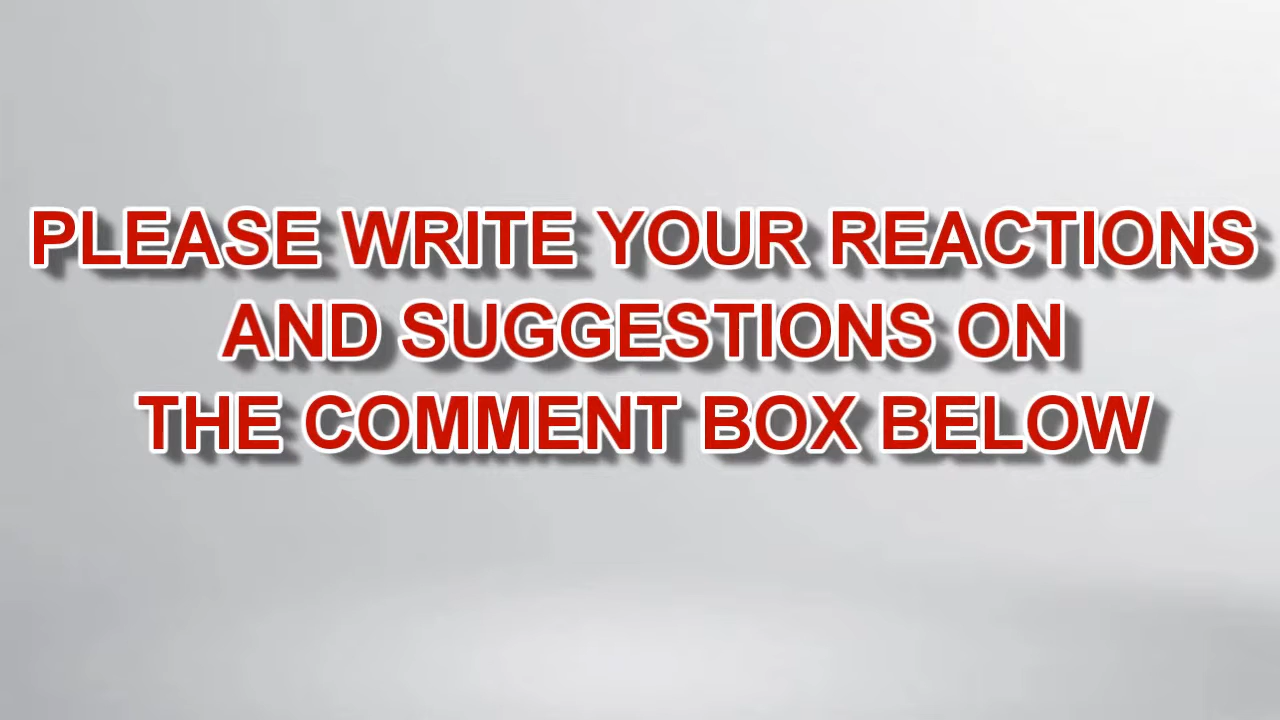 PLEASE WRITE YOUR REACTIONS
AND SUGGESTIONS ON
THE COMMENT BOX BELOW